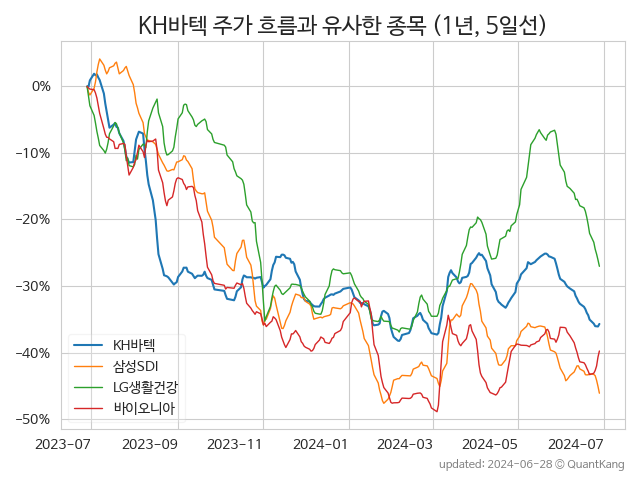 KH바텍 주가 흐름과 유사한 종목 (1년, 5일선)
0%
−10%
−20%
−30%
−40%
−50%
KH바텍
삼성SDI
LG생활건강
바이오니아
2023-07
2023-09
2023-11
2024-01
2024-03
2024-05
2024-07
updated: 2024-06-28 © QuantKang